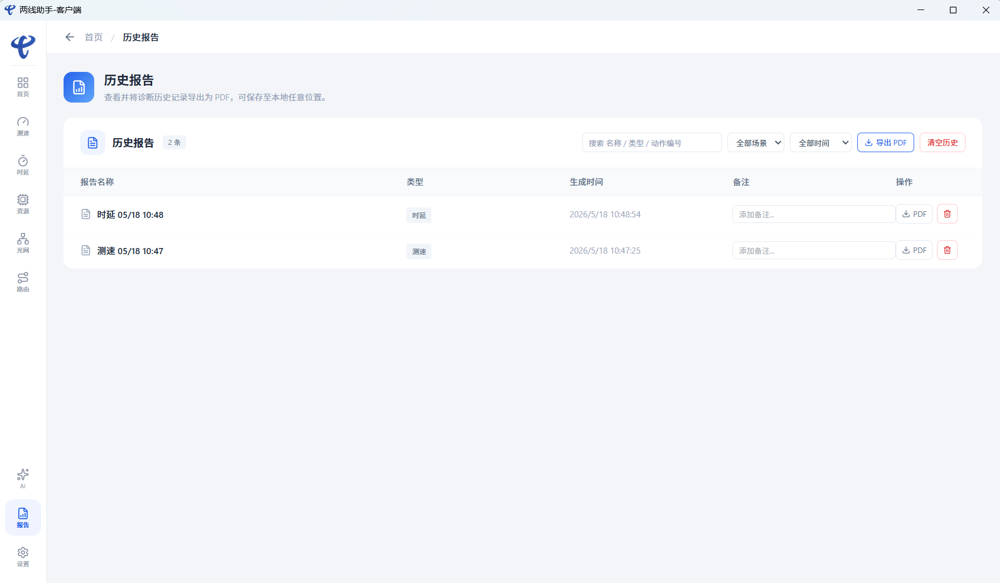 两线助手-客户端
首页 / 历史报告
首页
测速
时延
资源
光网
路由
AI
报告
设置
历史报告
查看并将诊断历史记录导出为 PDF，可保存至本地任意位置。
历史报告 2 条 搜索 名称 / 类型 / 动作编号 全部场景 全部时间 导出 PDF 清空历史
报告名称 类型 生成时间 备注 操作
时延 05/18 10:48 时延 2026/5/18 10:48:54 添加备注... PDF
测速 05/18 10:47 测速 2026/5/18 10:47:25 添加备注... PDF